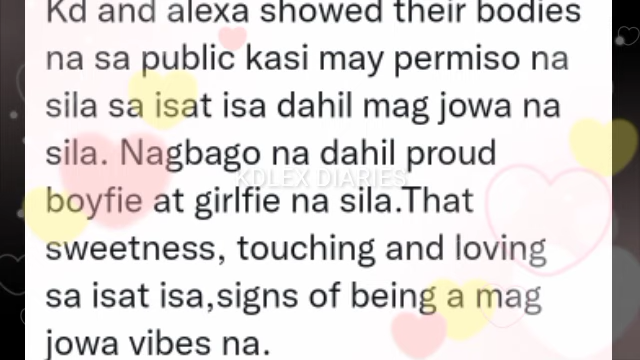 Kd and alexa showed their bodies
na sa public kasi may permiso na
sila sa isat isa dahil mag jowa na
sila. Nagbago na dahil proud
KDLEX DIARIES
boyfie at girlfie na sila.That
sweetness, touching and loving
sa isat isa,signs of being a mag
jowa vibes na.